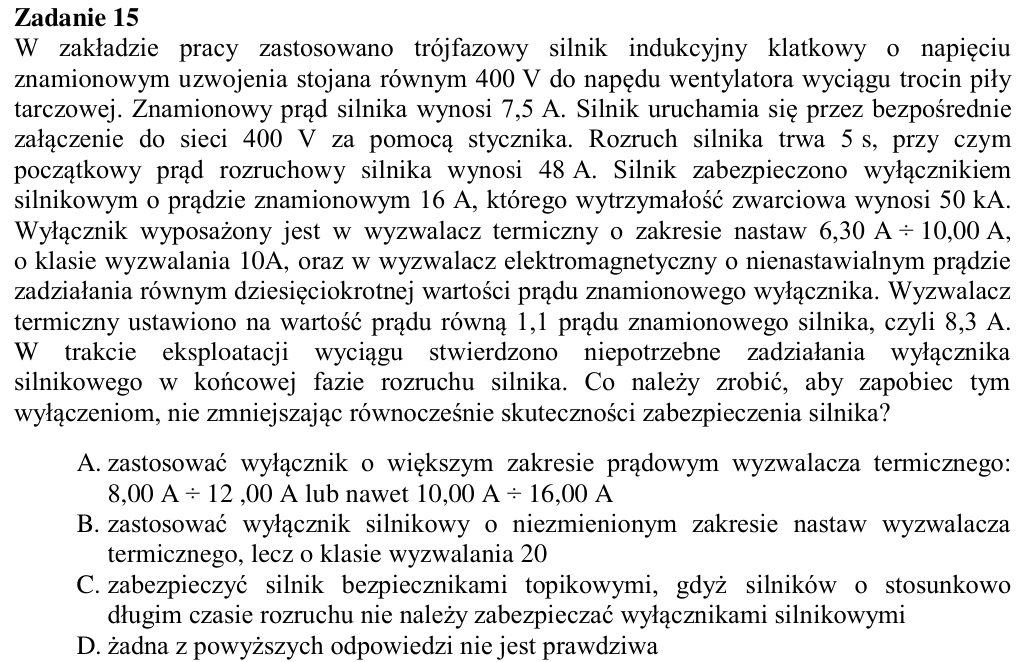 Zadanie 15
W zakładzie pracy zastosowano trójfazowy silnik indukcyjny klatkowy o napięciu
znamionowym uzwojenia stojana równym 400 V do napędu wentylatora wyciągu trocin piły
tarczowej. Znamionowy prąd silnika wynosi 7,5 A. Silnik uruchamia się przez bezpośrednie
załączenie do sieci 400 V za pomocą stycznika. Rozruch silnika trwa 5 s, przy czym
początkowy prąd rozruchowy silnika wynosi 48 A. Silnik zabezpieczono wyłącznikiem
silnikowym o prądzie znamionowym 16 A, którego wytrzymałość zwarciowa wynosi 50 kA.
Wyłącznik wyposażony jest w wyzwalacz termiczny o zakresie nastaw 6,30 A ÷ 10,00 A,
o klasie wyzwalania 10A, oraz w wyzwalacz elektromagnetyczny o nienastawialnym prądzie
zadziałania równym dziesięciokrotnej wartości prądu znamionowego wyłącznika. Wyzwalacz
termiczny ustawiono na wartość prądu równą 1,1 prądu znamionowego silnika, czyli 8,3 A.
W trakcie eksploatacji wyciągu stwierdzono niepotrzebne zadziałania wyłącznika
silnikowego w końcowej fazie rozruchu silnika. Co należy zrobić, aby zapobiec tym
wyłączeniom, nie zmniejszając równocześnie skuteczności zabezpieczenia silnika?
A. zastosować wyłącznik o większym zakresie prądowym wyzwalacza termicznego:
8,00 A ÷ 12 ,00 A lub nawet 10,00 A ÷ 16,00 A
B. zastosować wyłącznik silnikowy o niezmienionym zakresie nastaw wyzwalacza
termicznego, lecz o klasie wyzwalania 20
C. zabezpieczyć silnik bezpiecznikami topikowymi, gdyż silników o stosunkowo
długim czasie rozruchu nie należy zabezpieczać wyłącznikami silnikowymi
D. żadna z powyższych odpowiedzi nie jest prawdziwa